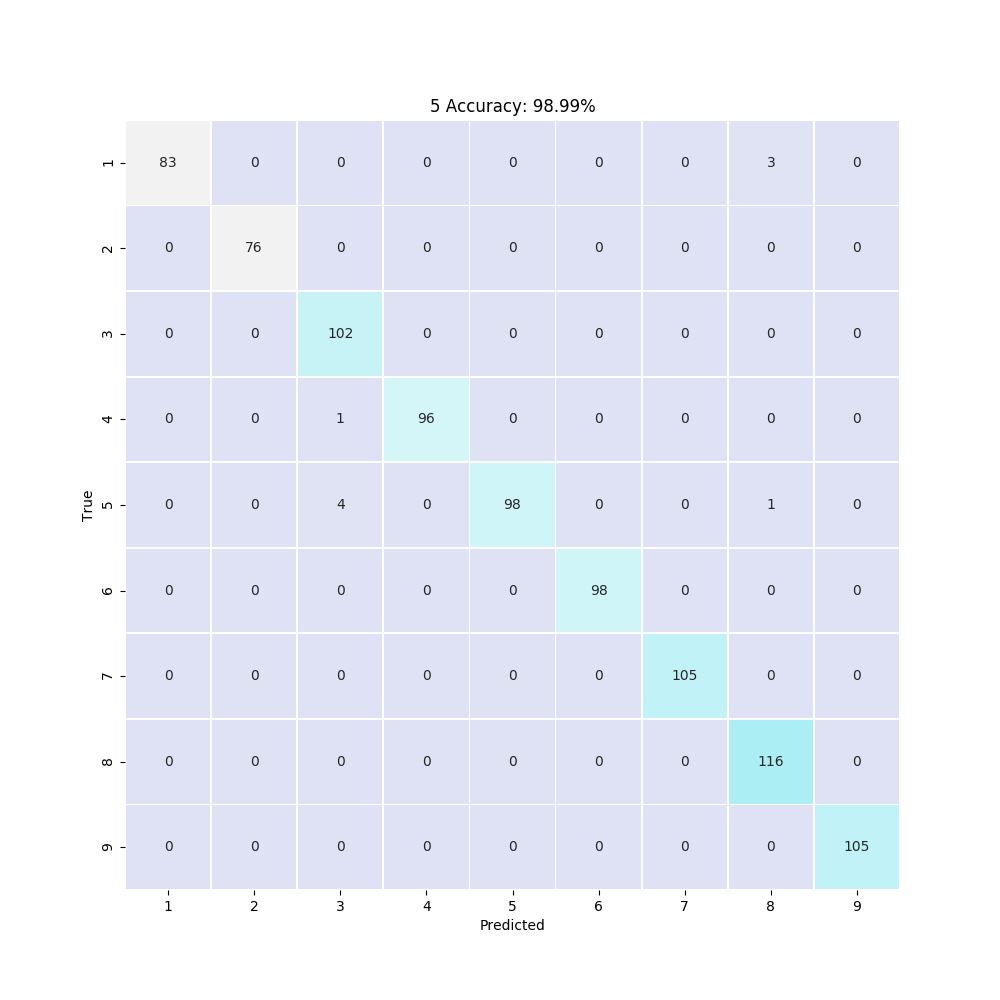 5 Accuracy: 98.99%
1 83 0 0 0 0 0 0 3 0
2 0 76 0 0 0 0 0 0 0
3 0 0 102 0 0 0 0 0 0
4 0 0 1 96 0 0 0 0 0
5 0 0 4 0 98 0 0 1 0
6 0 0 0 0 0 98 0 0 0
7 0 0 0 0 0 0 105 0 0
8 0 0 0 0 0 0 0 116 0
9 0 0 0 0 0 0 0 0 105
True
1 2 3 4 5 6 7 8 9
Predicted